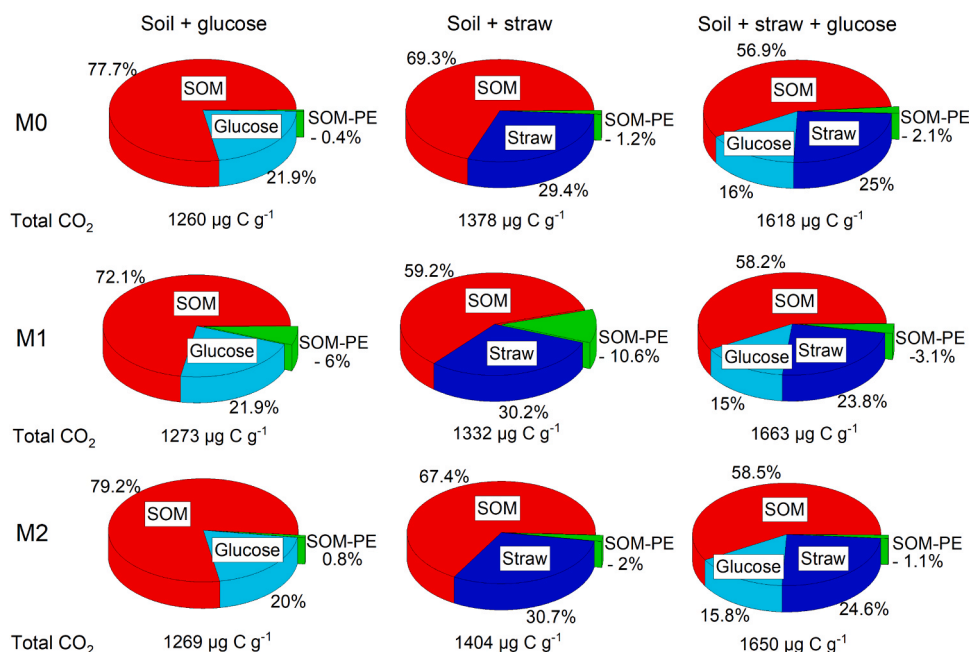 Soil + glucose
Soil + straw
Soil + straw + glucose
M0
77.7%
SOM
Glucose
SOM-PE
- 0.4%
21.9%
69.3%
SOM
Straw
SOM-PE
- 1.2%
29.4%
56.9%
SOM
Glucose
Straw
SOM-PE
- 2.1%
16%
25%
Total CO₂
1260 µg C g⁻¹
1378 µg C g⁻¹
1618 µg C g⁻¹
M1
72.1%
SOM
Glucose
SOM-PE
- 6%
21.9%
59.2%
SOM
Straw
SOM-PE
- 10.6%
30.2%
58.2%
SOM
Glucose
Straw
SOM-PE
-3.1%
15%
23.8%
Total CO₂
1273 µg C g⁻¹
1332 µg C g⁻¹
1663 µg C g⁻¹
M2
79.2%
SOM
Glucose
SOM-PE
0.8%
20%
67.4%
SOM
Straw
SOM-PE
- 2%
30.7%
58.5%
SOM
Glucose
Straw
SOM-PE
- 1.1%
15.8%
24.6%
Total CO₂
1269 µg C g⁻¹
1404 µg C g⁻¹
1650 µg C g⁻¹